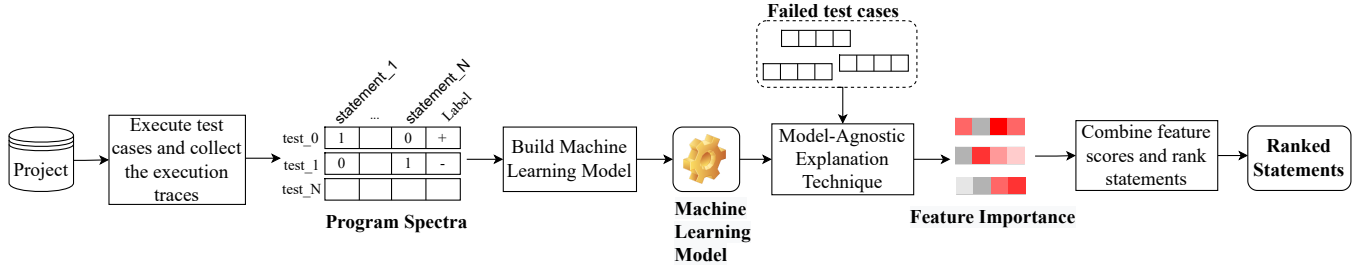 Failed test cases
statement_1
statement_N
Label
...
test_0 1 0 +
test_1 0 1 -
test_N
Project
Execute test
cases and collect
the execution
traces
Program Spectra
Build Machine
Learning Model
Machine
Learning
Model
Model-Agnostic
Explanation
Technique
Feature Importance
Combine feature
scores and rank
statements
Ranked
Statements